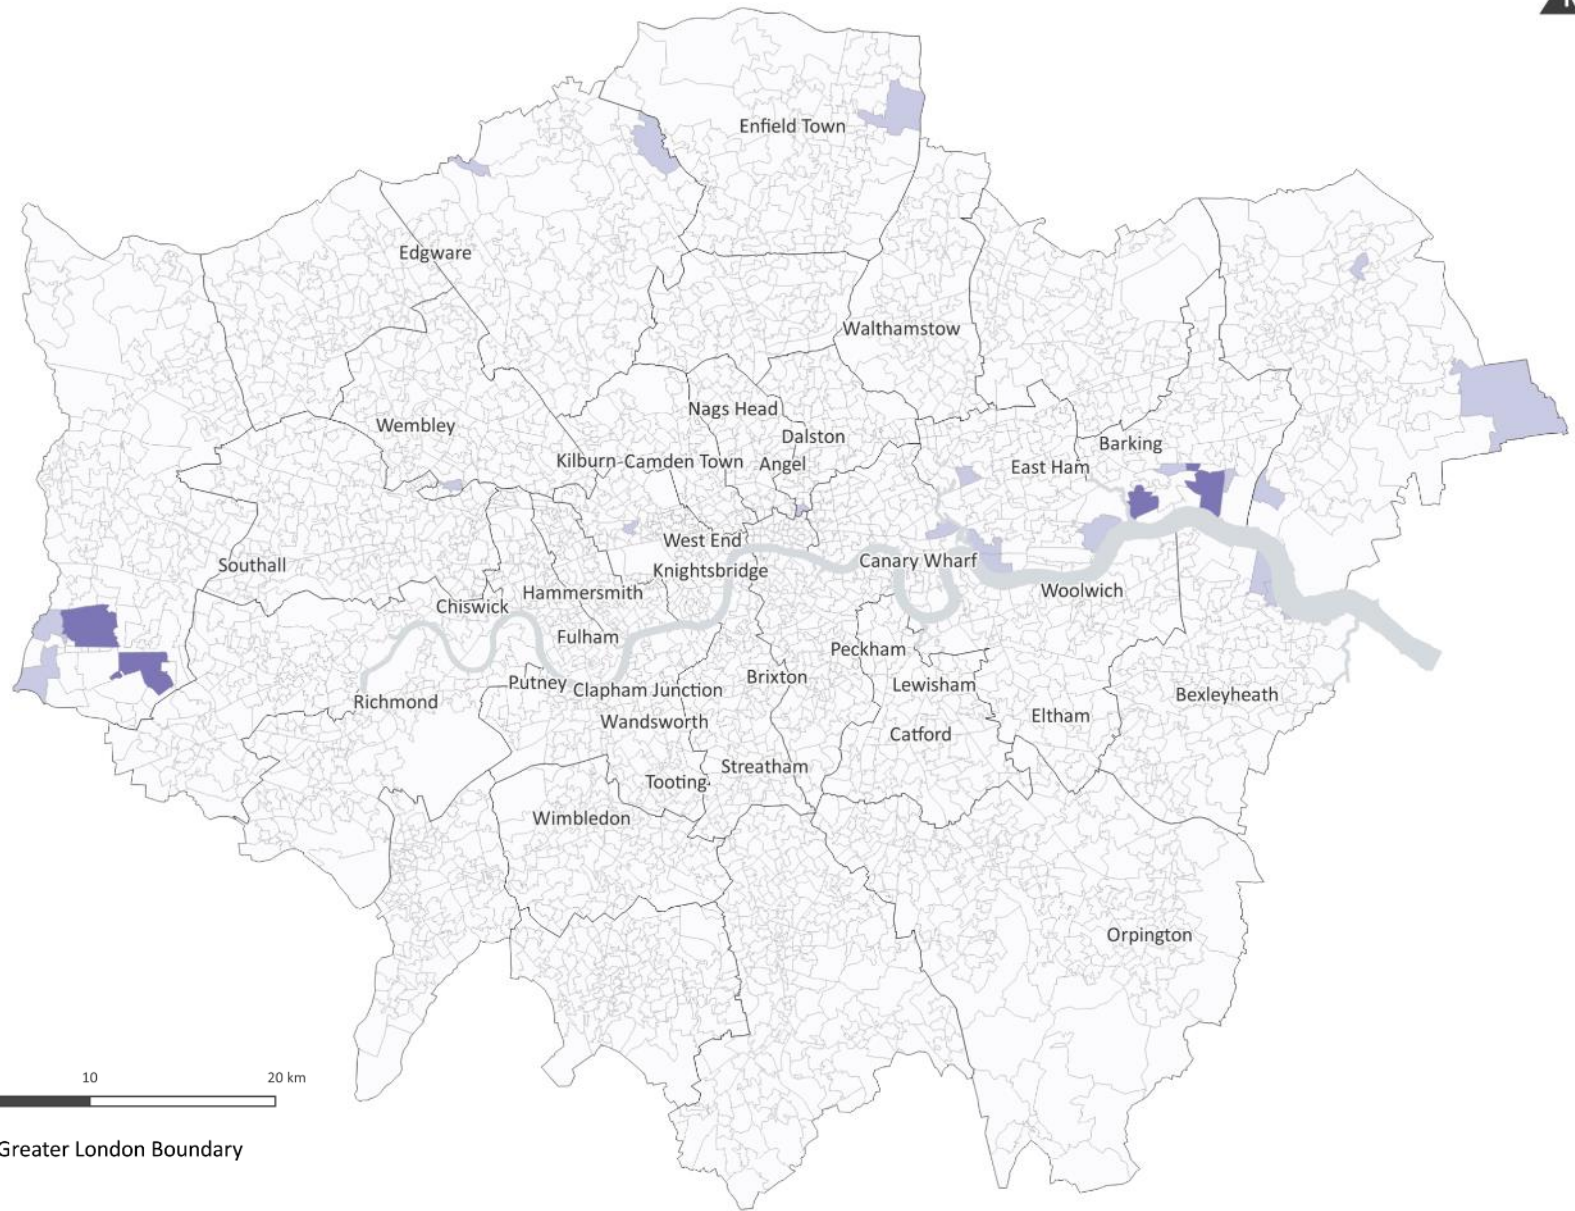 Enfield Town
Edgware
Walthamstow
Nags Head
Wembley
Dalston
Barking
Kilburn
Camden Town
Angel
East Ham
West End
Canary Wharf
Southall
Knightsbridge
Hammersmith
Woolwich
Chiswick
Fulham
Peckham
Brixton
Putney
Lewisham
Clapham Junction
Bexleyheath
Richmond
Wandsworth
Eltham
Catford
Streatham
Tooting
Wimbledon
Orpington
10 20 km
Greater London Boundary